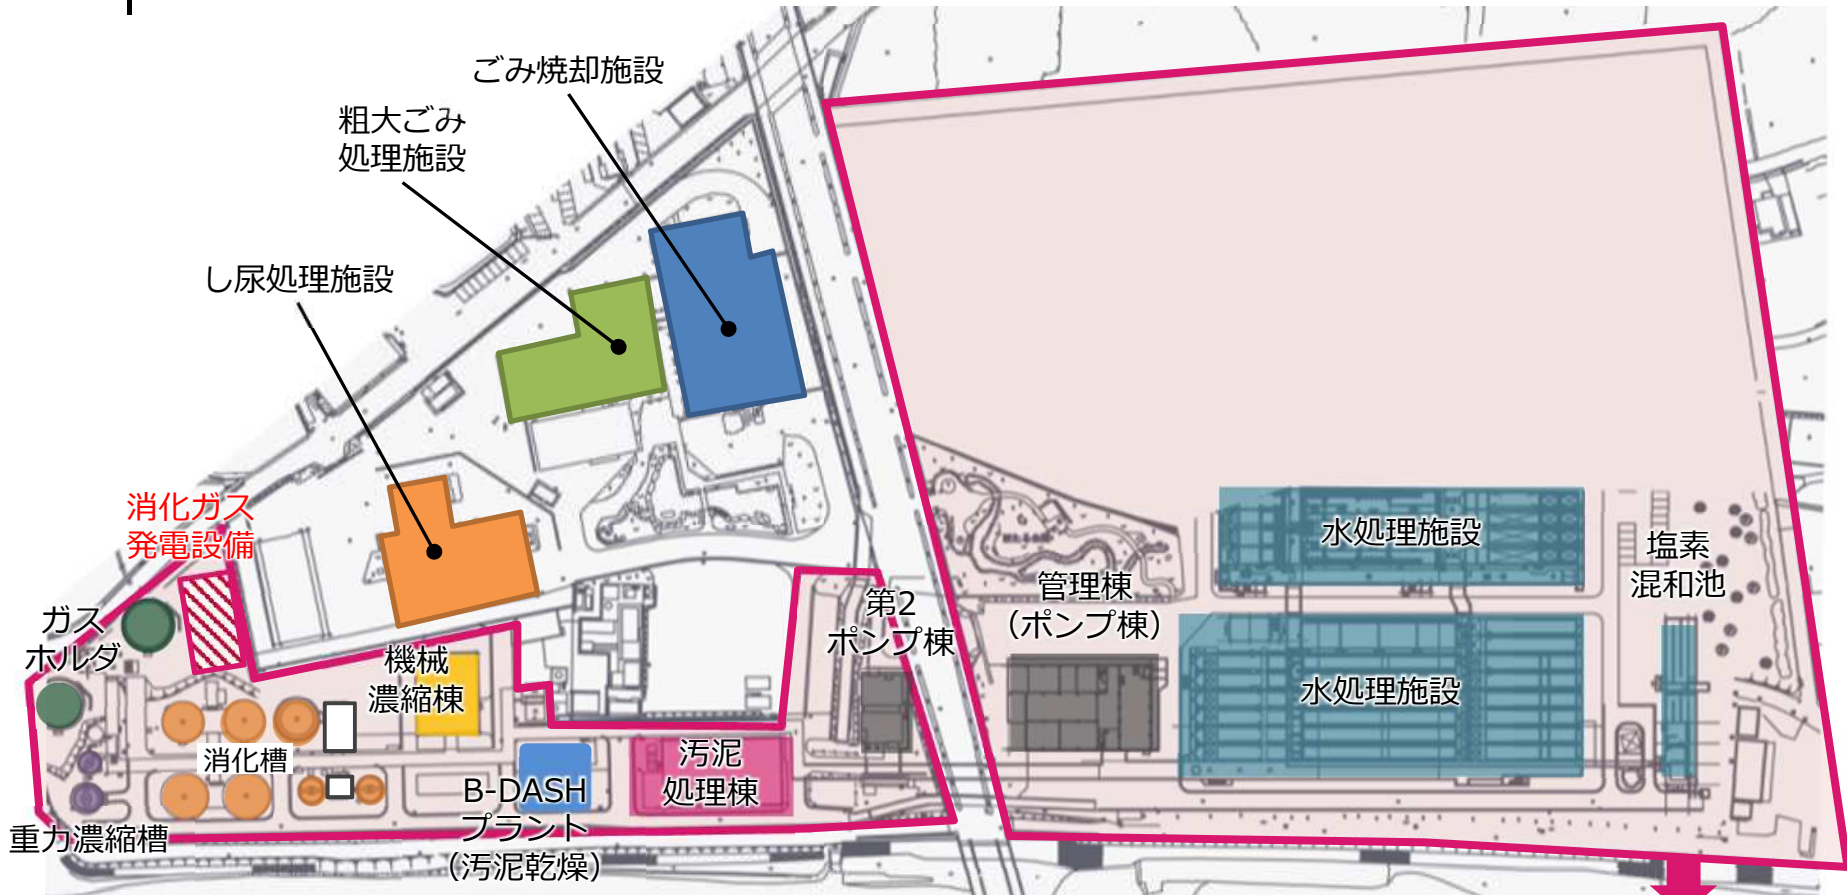 ごみ焼却施設
粗大ごみ
処理施設
し尿処理施設
消化ガス
発電設備
ガス
ホルダ
機械
濃縮棟
消化槽
重力濃縮槽
B-DASH
プラント
（汚泥乾燥）
汚泥
処理棟
第2
ポンプ棟
管理棟
（ポンプ棟）
水処理施設
水処理施設
塩素
混和池